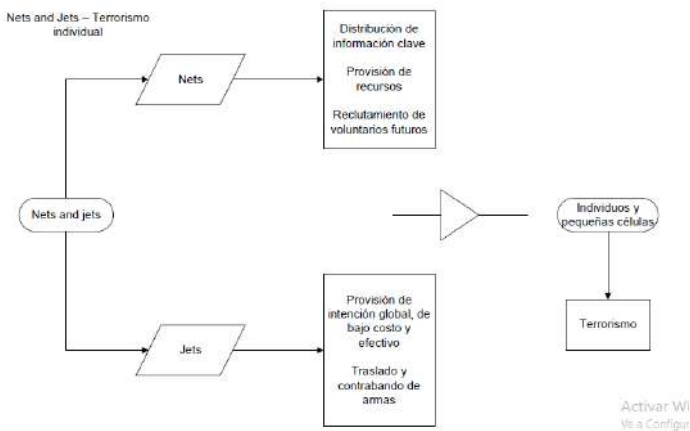 Nets and Jets – Terrorismo
individual
Nets
Distribución de
información clave
Provisión de
recursos
Reclutamiento de
voluntarios futuros
Nets and jets
Individuos y
pequeñas células
Jets
Provisión de
intención global, de
bajo costo y
efectivo
Traslado y
contrabando de
armas
Terrorismo
Activar Wi
Ve a Configur